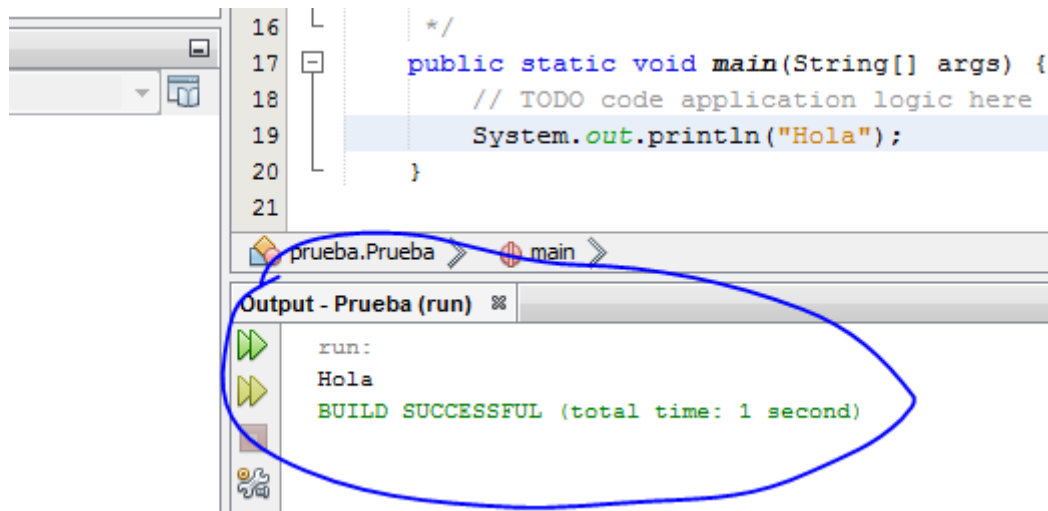 16 */
17 public static void main(String[] args) {
18 // TODO code application logic here
19 System.out.println("Hola");
20 }
21
prueba.Prueba main
Output - Prueba (run)
run:
Hola
BUILD SUCCESSFUL (total time: 1 second)